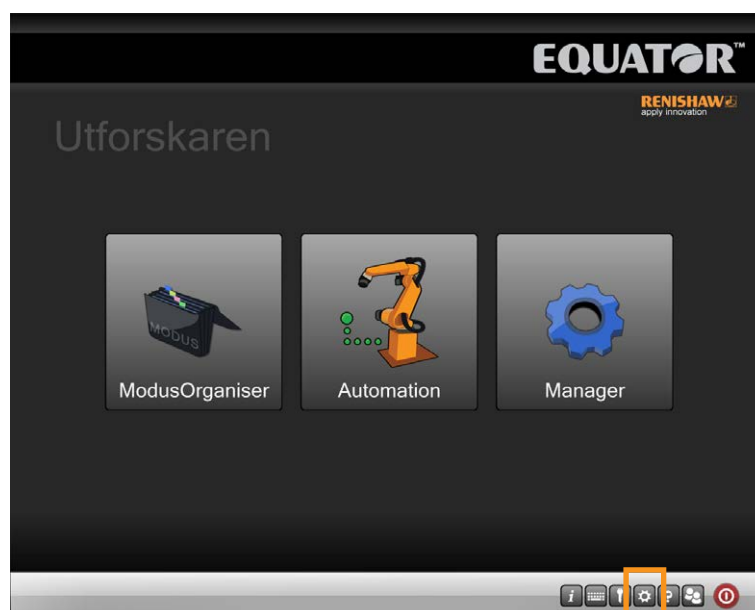 EQUATOR™
RENISHAW
apply innovation
Utforskaren
MODUS
ModusOrganiser
Automation
Manager
i
?